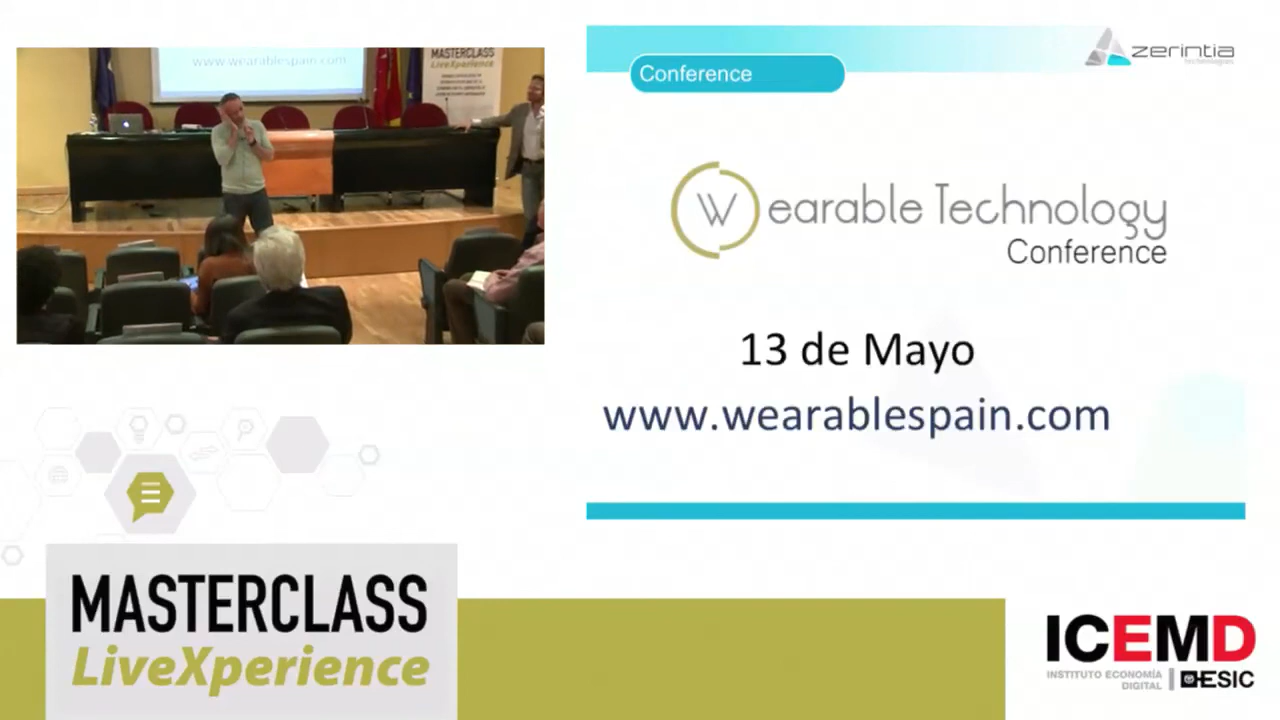 www.wearablespain.com
MASTERCLASS
LiveXperience
Conference
zerintia
technologies
Wearable Technology
Conference
13 de Mayo
www.wearablespain.com
MASTERCLASS
LiveXperience
ICEMD
INSTITUTO ECONOMÍA
DIGITAL
ESIC